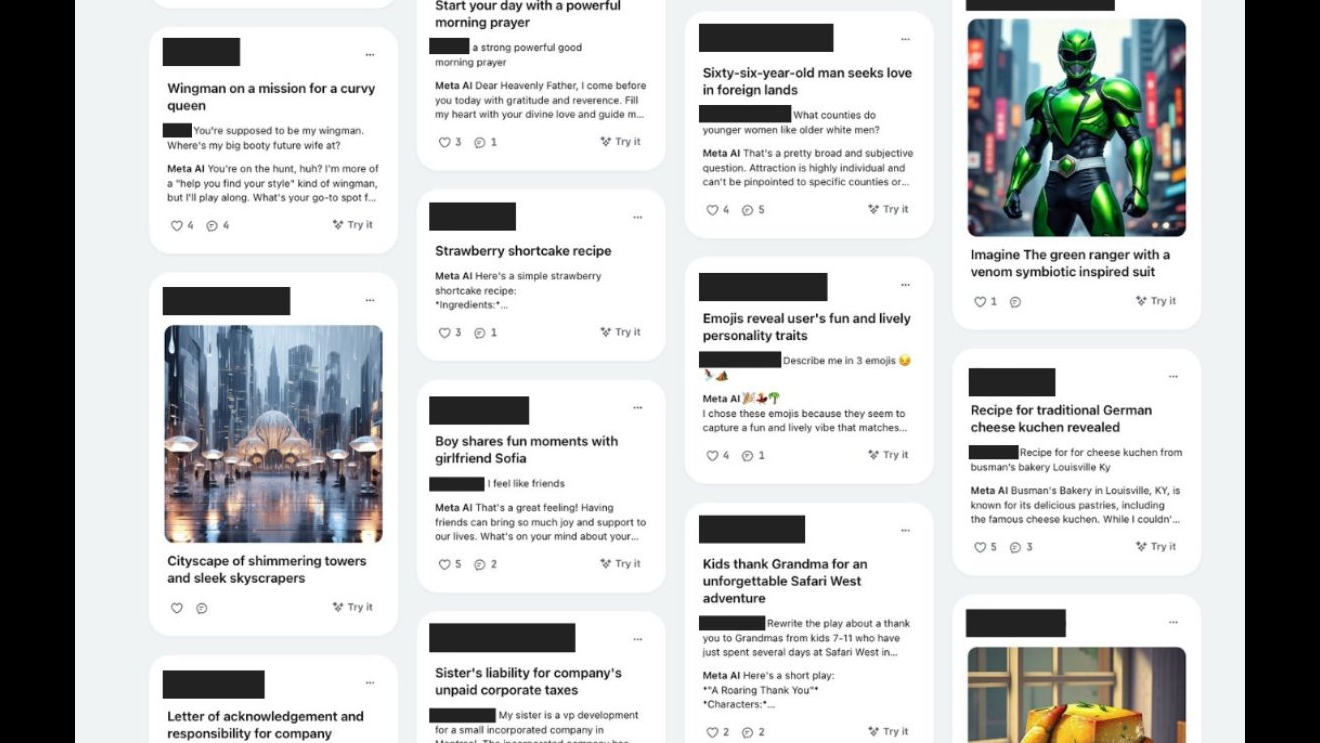 Wingman on a mission for a curvy
queen
You're supposed to be my wingman.
Where's my big booty future wife at?
Meta AI You're on the hunt, huh? I'm more of
a "help you find your style" kind of wingman,
but I'll play along. What's your go-to spot f...
4 4 Try it
Cityscape of shimmering towers
and sleek skyscrapers
Try it
Letter of acknowledgement and
responsibility for company
Start your day with a powerful
morning prayer
a strong powerful good
morning prayer
Meta AI Dear Heavenly Father, I come before
you today with gratitude and reverence. Fill
my heart with your divine love and guide m...
3 1 Try it
Strawberry shortcake recipe
Meta AI Here's a simple strawberry
shortcake recipe:
*Ingredients:*...
3 1 Try it
Boy shares fun moments with
girlfriend Sofia
I feel like friends
Meta AI That's a great feeling! Having
friends can bring so much joy and support to
our lives. What's on your mind about your...
5 2 Try it
Sister's liability for company's
unpaid corporate taxes
My sister is a vp development
for a small incorporated company in
Montreal. The incorporated company has
Sixty-six-year-old man seeks love
in foreign lands
What counties do
younger women like older white men?
Meta AI That's a pretty broad and subjective
question. Attraction is highly individual and
can't be pinpointed to specific counties or...
4 5 Try it
Emojis reveal user's fun and lively
personality traits
Describe me in 3 emojis
Meta AI
I chose these emojis because they seem to
capture a fun and lively vibe that matches...
4 1 Try it
Kids thank Grandma for an
unforgettable Safari West
adventure
Rewrite the play about a thank
you to Grandmas from kids 7-11 who have
just spent several days at Safari West in...
Meta AI Here's a short play:
*"A Roaring Thank You"*
*Characters:*...
2 2 Try it
Imagine The green ranger with a
venom symbiotic inspired suit
1 Try it
Recipe for traditional German
cheese kuchen revealed
Recipe for for cheese kuchen from
busman's bakery Louisville Ky
Meta AI Busman's Bakery in Louisville, KY, is
known for its delicious pastries, including
the famous cheese kuchen. While I couldn'...
5 3 Try it